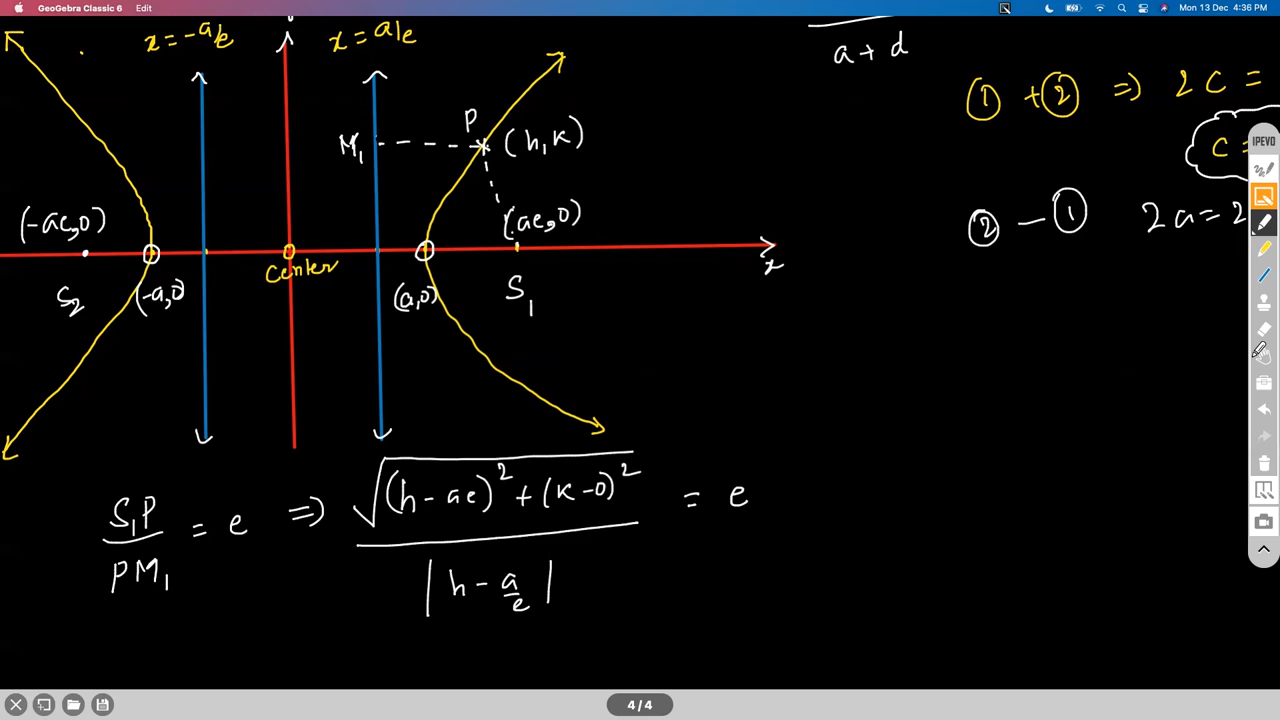 GeoGebra Classic 6 Edit Mon 13 Dec 4:36 PM
x = -a/e x = a/e
a + d
① + ② ⇒ 2c =
P
M₁ (h,k)
IPEVO
c =
(-ae,0) (ae,0)
② - ① 2a = 2
Center x
S₂ (-a,0) (a,0) S₁
S₁P/PM₁ = e ⇒ √((h - ae)² + (k - 0)²) / |h - a/e| = e
4 / 4